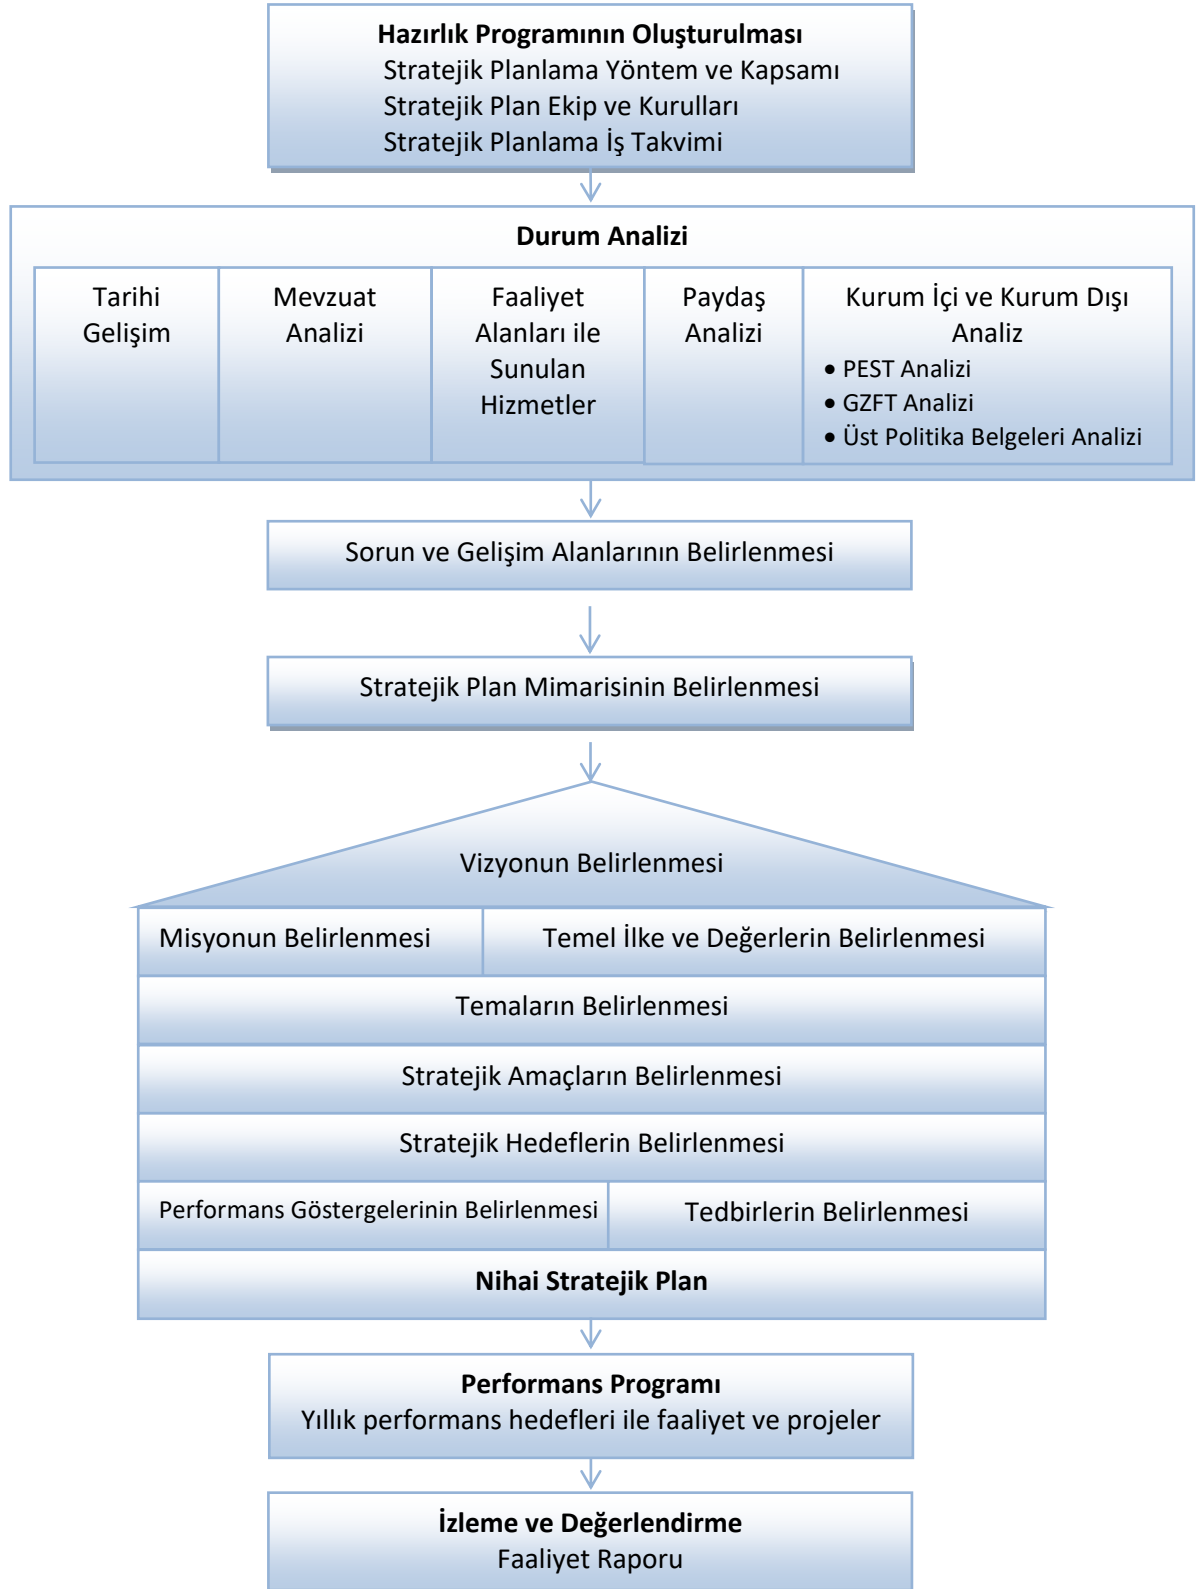 Hazırlık Programının Oluşturulması
Stratejik Planlama Yöntem ve Kapsamı
Stratejik Plan Ekip ve Kurulları
Stratejik Planlama İş Takvimi
Durum Analizi
Tarihi
Gelişim
Mevzuat
Analizi
Faaliyet
Alanları ile
Sunulan
Hizmetler
Paydaş
Analizi
Kurum İçi ve Kurum Dışı
Analiz
• PEST Analizi
• GZFT Analizi
• Üst Politika Belgeleri Analizi
Sorun ve Gelişim Alanlarının Belirlenmesi
Stratejik Plan Mimarisinin Belirlenmesi
Vizyonun Belirlenmesi
Misyonun Belirlenmesi
Temel İlke ve Değerlerin Belirlenmesi
Temaların Belirlenmesi
Stratejik Amaçların Belirlenmesi
Stratejik Hedeflerin Belirlenmesi
Performans Göstergelerinin Belirlenmesi
Tedbirlerin Belirlenmesi
Nihai Stratejik Plan
Performans Programı
Yıllık performans hedefleri ile faaliyet ve projeler
İzleme ve Değerlendirme
Faaliyet Raporu